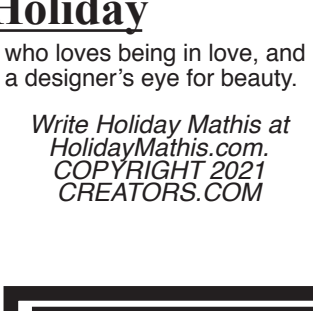 Holiday
who loves being in love, and
a designer’s eye for beauty.
Write Holiday Mathis at
HolidayMathis.com.
COPYRIGHT 2021
CREATORS.COM